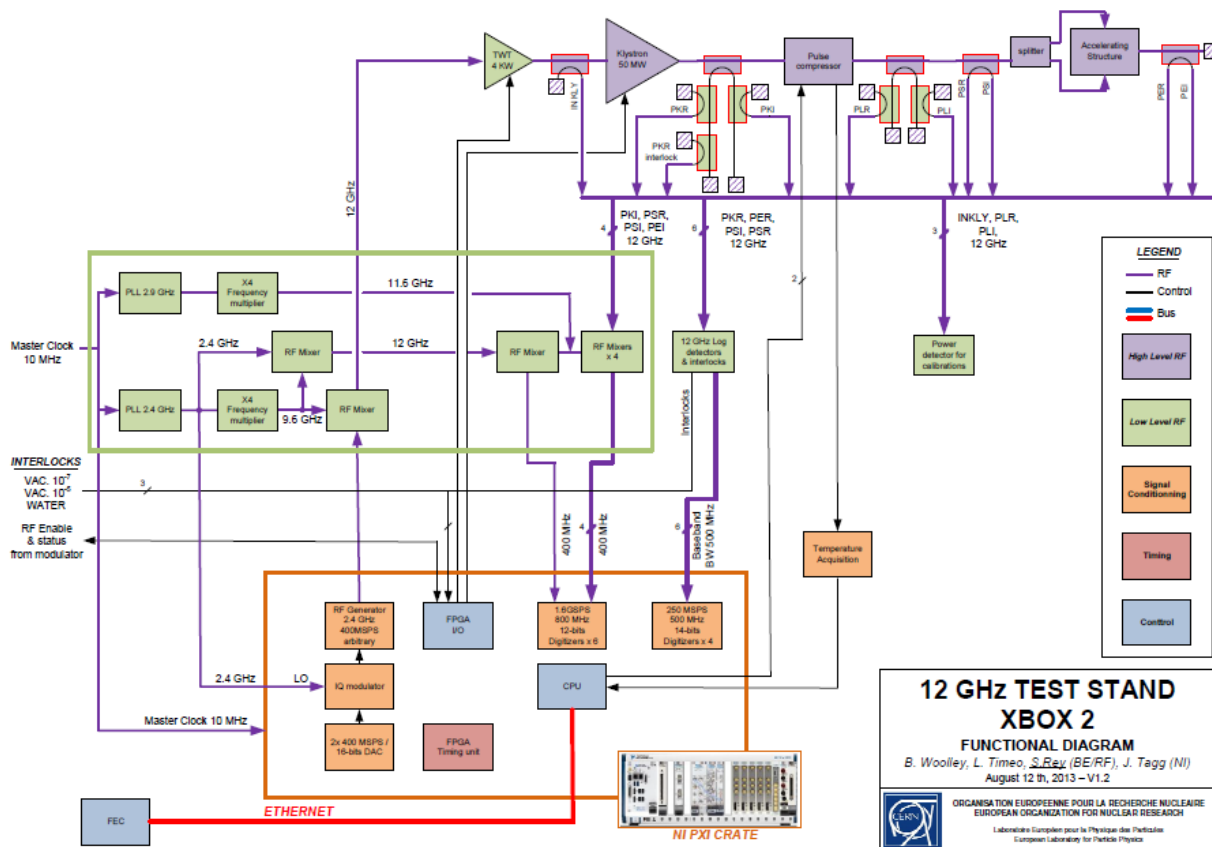 TWT
4 KW
Klystron
50 MW
Pulse
compressor
splitter
Accelerating
Structure
INKLY
PKR
PKI
PKR
interlock
PLR
PLI
PSR
PSI
PER
PEI
12 GHz
4
PKI, PSR,
PSI, PEI
12 GHz
6
PKR, PER,
PSI, PSR
12 GHz
2
3
INKLY, PLR,
PLI,
12 GHz
LEGEND
RF
Control
Bus
High Level RF
Low Level RF
Signal
Conditionning
Timing
Conttrol
Master Clock
10 MHz
PLL 2.9 GHz
X4
Frequency
multiplier
11.6 GHz
2.4 GHz
RF Mixer
12 GHz
RF Mixer
RF Mixers
x 4
12 GHz Log
detectors
& interlocks
Power
detector for
calibrations
PLL 2.4 GHz
X4
Frequency
multiplier
9.6 GHz
RF Mixer
Interlocks
INTERLOCKS
VAC. 10-7
VAC. 10-5
WATER
3
RF Enable
& status
from modulator
400 MHz
4
400 MHz
6
Baseband
BW 500 MHz
Temperature
Acquisition
RF Generator
2.4 GHz
400MSPS
arbitrary
FPGA
I/O
1.6GSPS
800 MHz
12-bits
Digitizers x 6
250 MSPS
500 MHz
14-bits
Digitizers x 4
2.4 GHz
LO
IQ modulator
CPU
Master Clock 10 MHz
2x 400 MSPS /
16-bits DAC
FPGA
Timing unit
FEC
ETHERNET
NI PXI CRATE
12 GHz TEST STAND
XBOX 2
FUNCTIONAL DIAGRAM
B. Woolley, L. Timeo, S.Rey (BE/RF), J. Tagg (NI)
August 12 th, 2013 – V1.2
CERN
ORGANISATION EUROPEENNE POUR LA RECHERCHE NUCLEAIRE
EUROPEAN ORGANIZATION FOR NUCLEAR RESEARCH
Laboratoire Européen pour la Physique des Particules
European Laboratory for Particle Physics